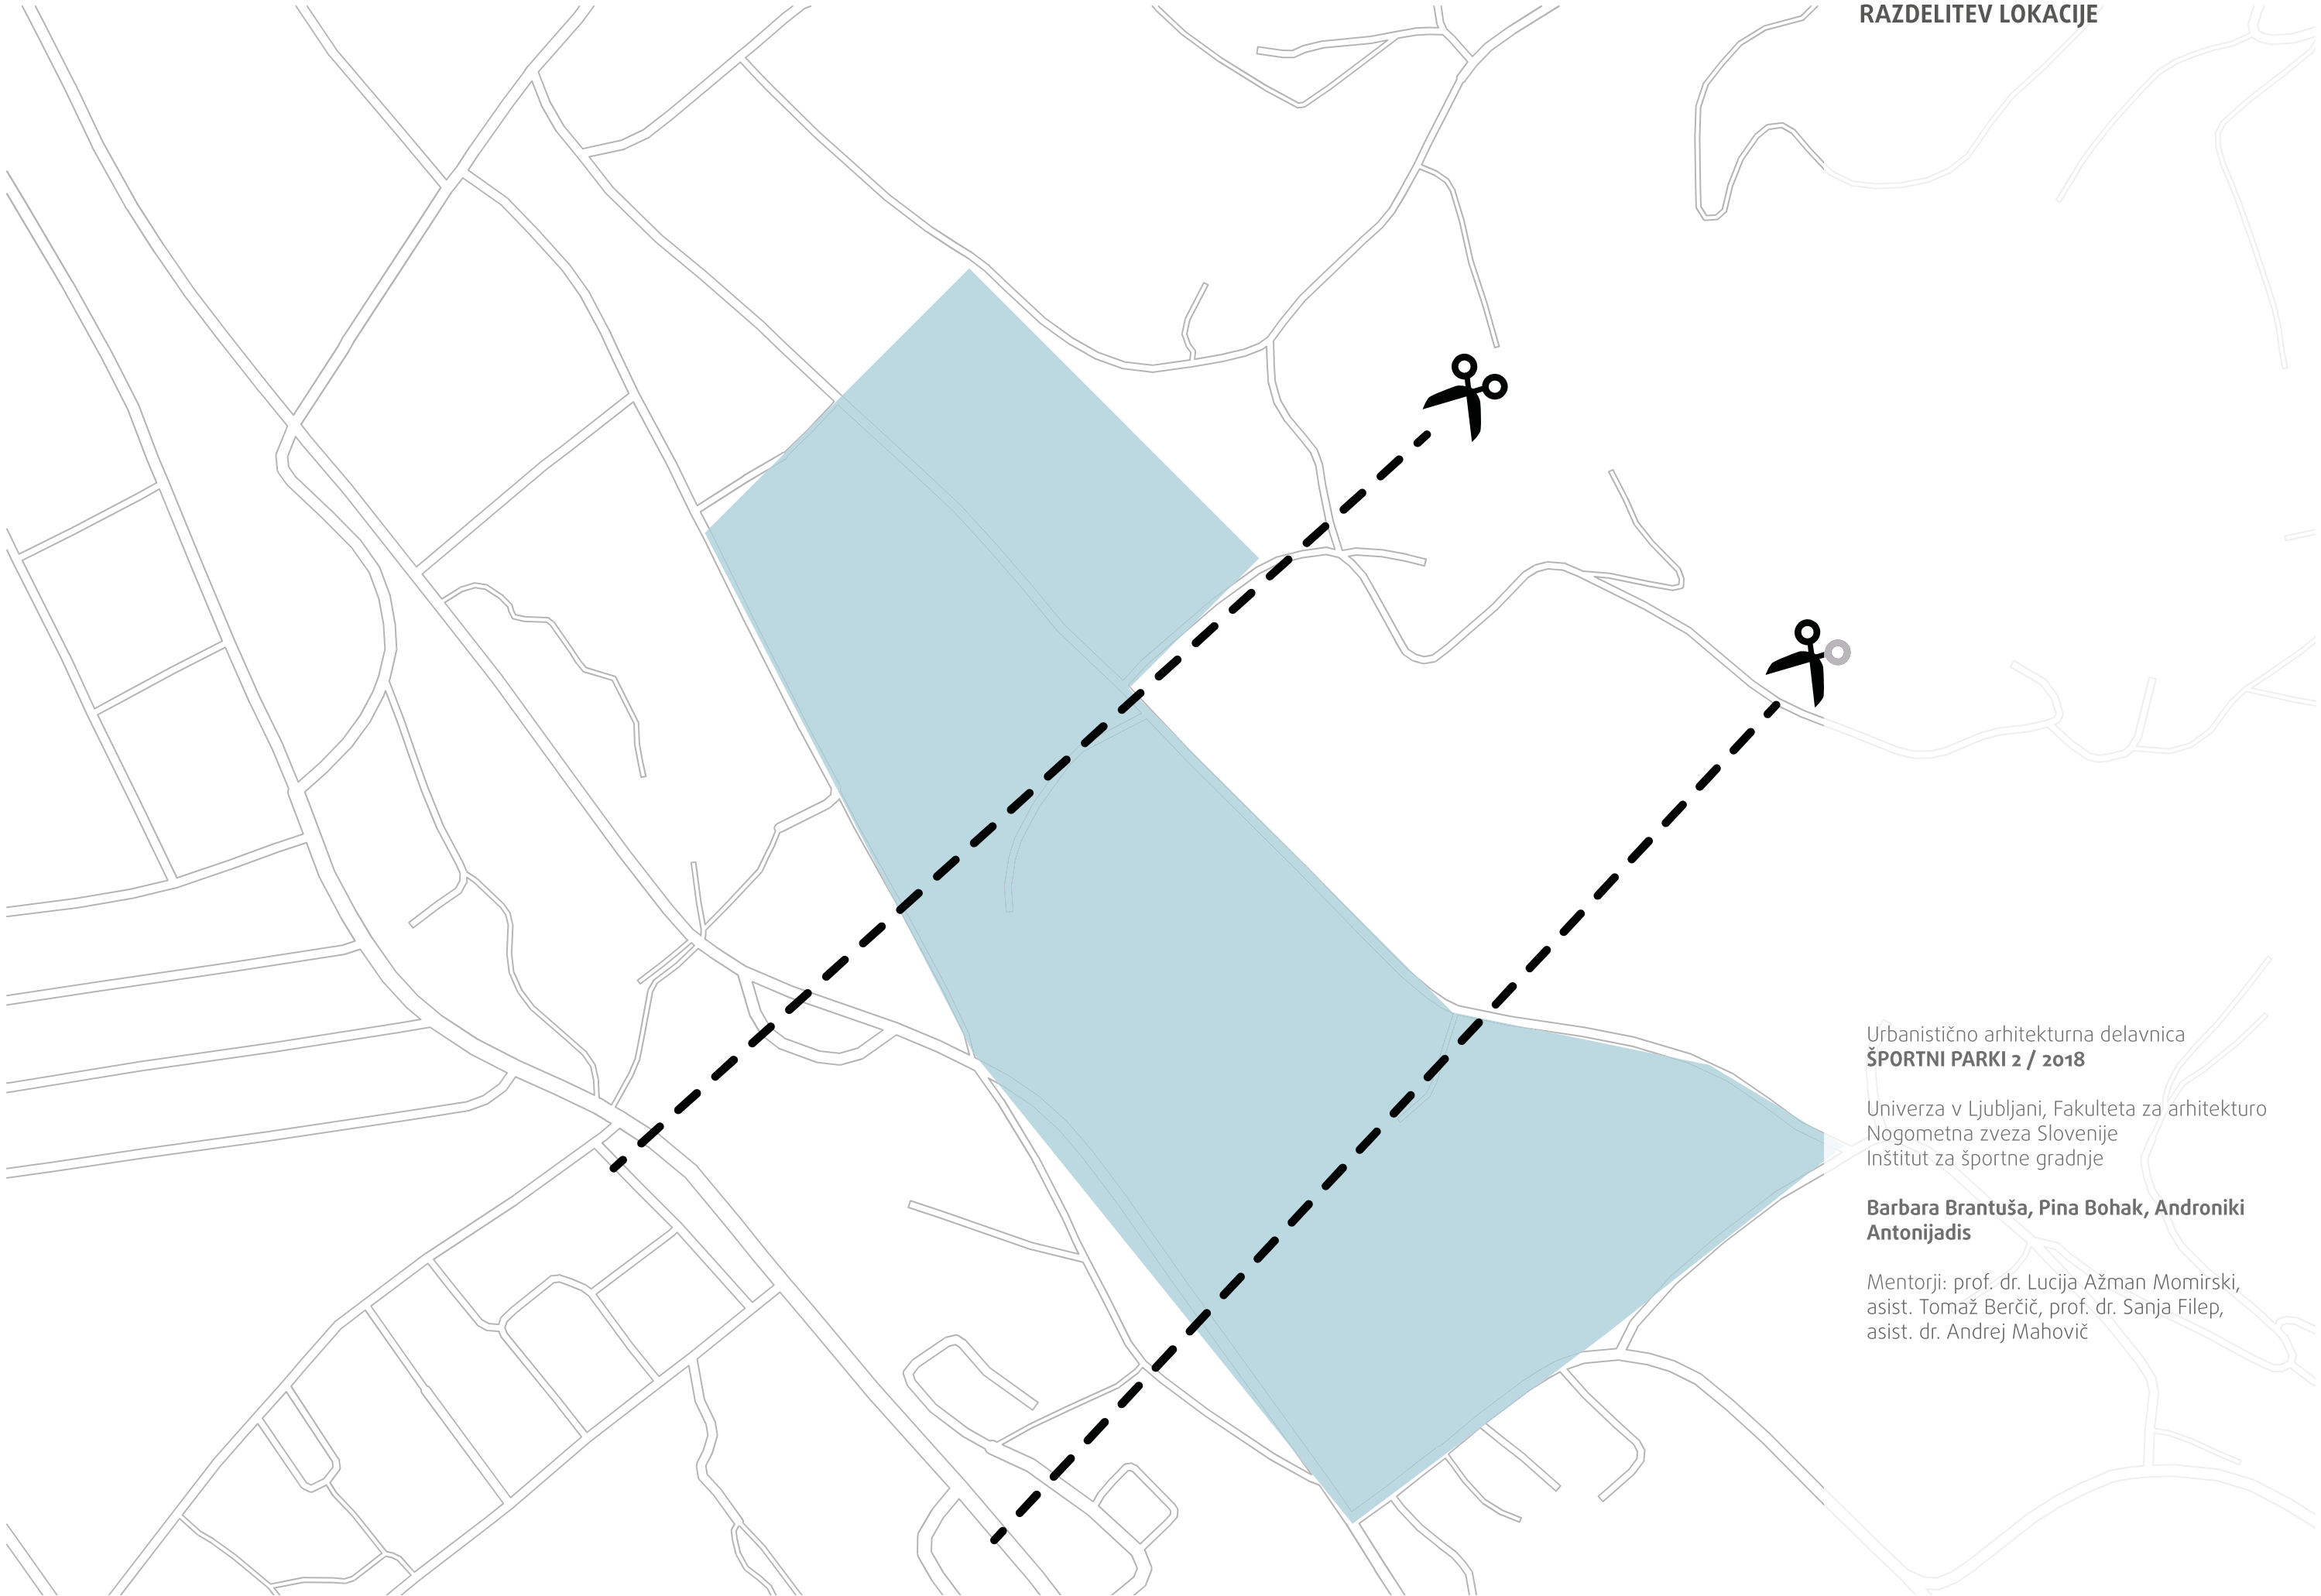 RAZDELITEV LOKACIJE
Urbanistično arhitekturna delavnica
ŠPORTNI PARKI 2 / 2018
Univerza v Ljubljani, Fakulteta za arhitekturo
Nogometna zveza Slovenije
Inštitut za športne gradnje
Barbara Brantuša, Pina Bohak, Androniki
Antonijadis
Mentorji: prof. dr. Lucija Ažman Momirski,
asist. Tomaž Berčič, prof. dr. Sanja Filep,
asist. dr. Andrej Mahovič